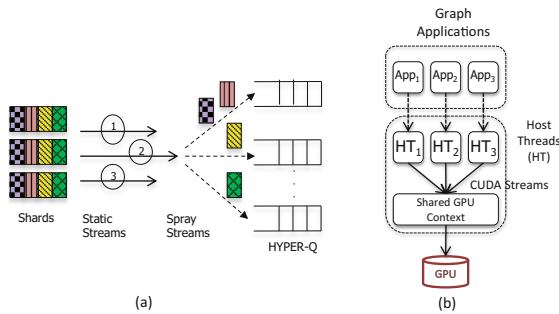 1
2
3
Shards
Static
Streams
Spray
Streams
HYPER-Q
(a)
Graph
Applications
App1
App2
App3
Host
Threads
(HT)
HT1
HT2
HT3
CUDA Streams
Shared GPU
Context
GPU
(b)